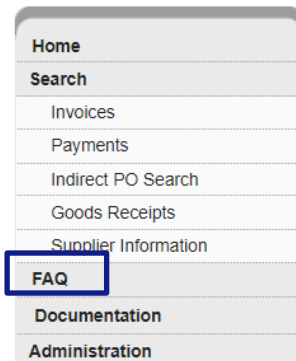 Home
Search
Invoices
Payments
Indirect PO Search
Goods Receipts
Supplier Information
FAQ
Documentation
Administration